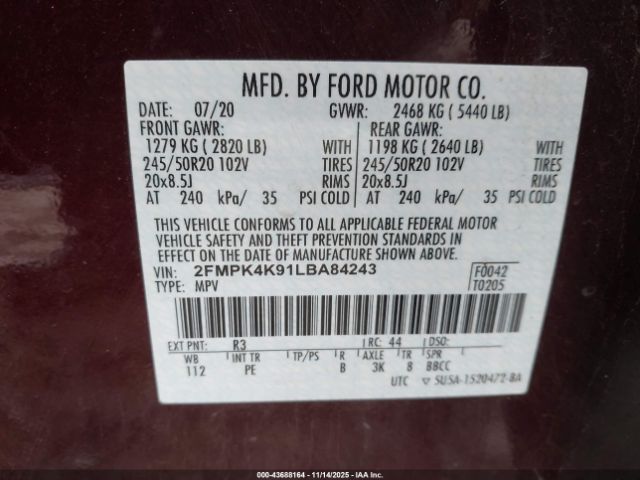 MFD. BY FORD MOTOR CO.
DATE: 07/20 GVWR: 2468 KG ( 5440 LB)
FRONT GAWR: REAR GAWR:
1279 KG ( 2820 LB) WITH 1198 KG ( 2640 LB) WITH
245/50R20 102V TIRES 245/50R20 102V TIRES
20x8.5J RIMS 20x8.5J RIMS
AT 240 kPa/ 35 PSI COLD AT 240 kPa/ 35 PSI COLD
THIS VEHICLE CONFORMS TO ALL APPLICABLE FEDERAL MOTOR
VEHICLE SAFETY AND THEFT PREVENTION STANDARDS IN
EFFECT ON THE DATE OF MANUFACTURE SHOWN ABOVE.
VIN: 2FMPK4K91LBA84243 F0042
TYPE: MPV T0205
EXT PNT: R3 RC: 44 DSO:
WB INT TR TP/PS R AXLE TR SPR
112 PE B 3K 8 BBCC
UTC ▽ 5U5A-1520472-BA
000-43688164 - 11/14/2025 - IAAI.COM